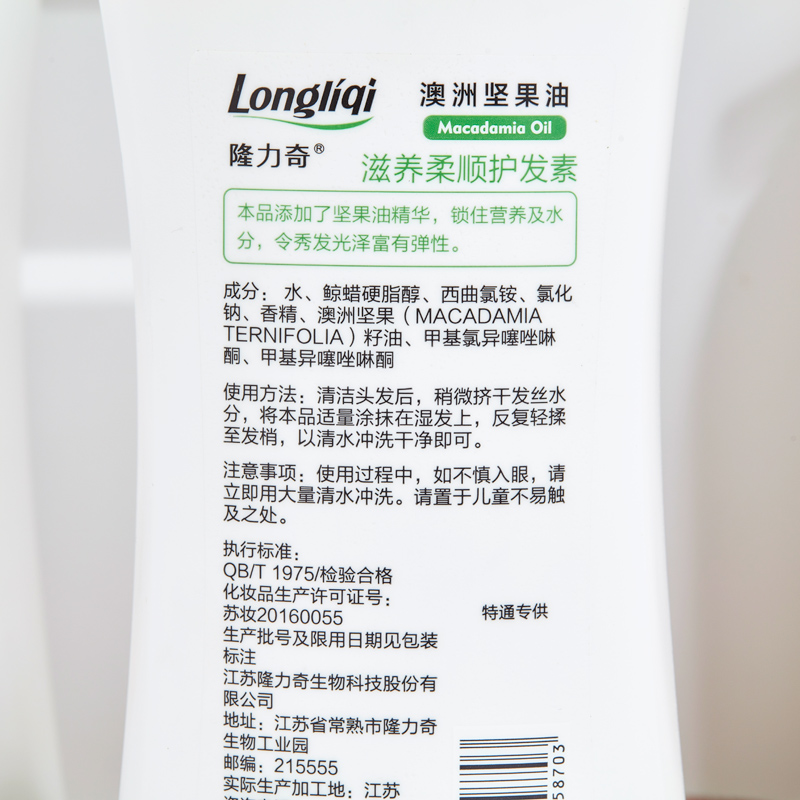 Longliqi
澳洲坚果油
Macadamia Oil
隆力奇®
滋养柔顺护发素
本品添加了坚果油精华，锁住营养及水
分，令秀发光泽富有弹性。
成分：水、鲸蜡硬脂醇、西曲氯铵、氯化
钠、香精、澳洲坚果（MACADAMIA
TERNIFOLIA）籽油、甲基氯异噻唑啉
酮、甲基异噻唑啉酮
使用方法：清洁头发后，稍微挤干发丝水
分，将本品适量涂抹在湿发上，反复轻揉
至发梢，以清水冲洗干净即可。
注意事项：使用过程中，如不慎入眼，请
立即用大量清水冲洗。请置于儿童不易触
及之处。
执行标准：
QB/T 1975/检验合格
化妆品生产许可证号：
苏妆20160055
特通专供
生产批号及限用日期见包装
标注
江苏隆力奇生物科技股份有
限公司
地址：江苏省常熟市隆力奇
生物工业园
邮编：215555
实际生产加工地：江苏
58703